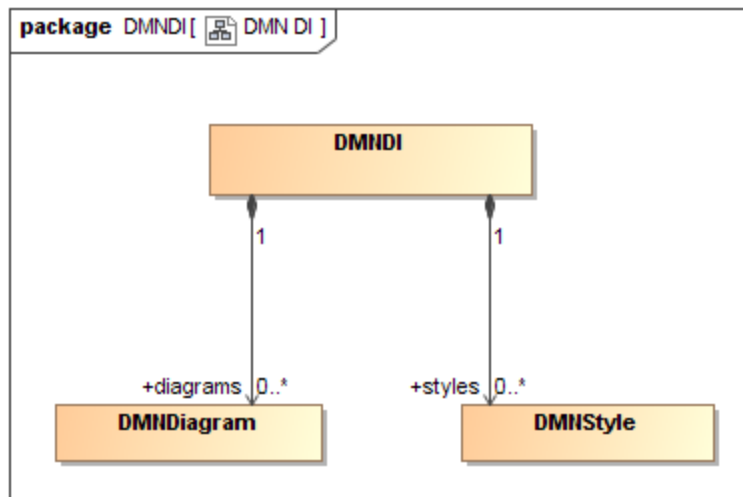 package DMNDI[ DMN DI ]
DMNDI
1 1
+diagrams 0..* +styles 0..*
DMNDiagram DMNStyle